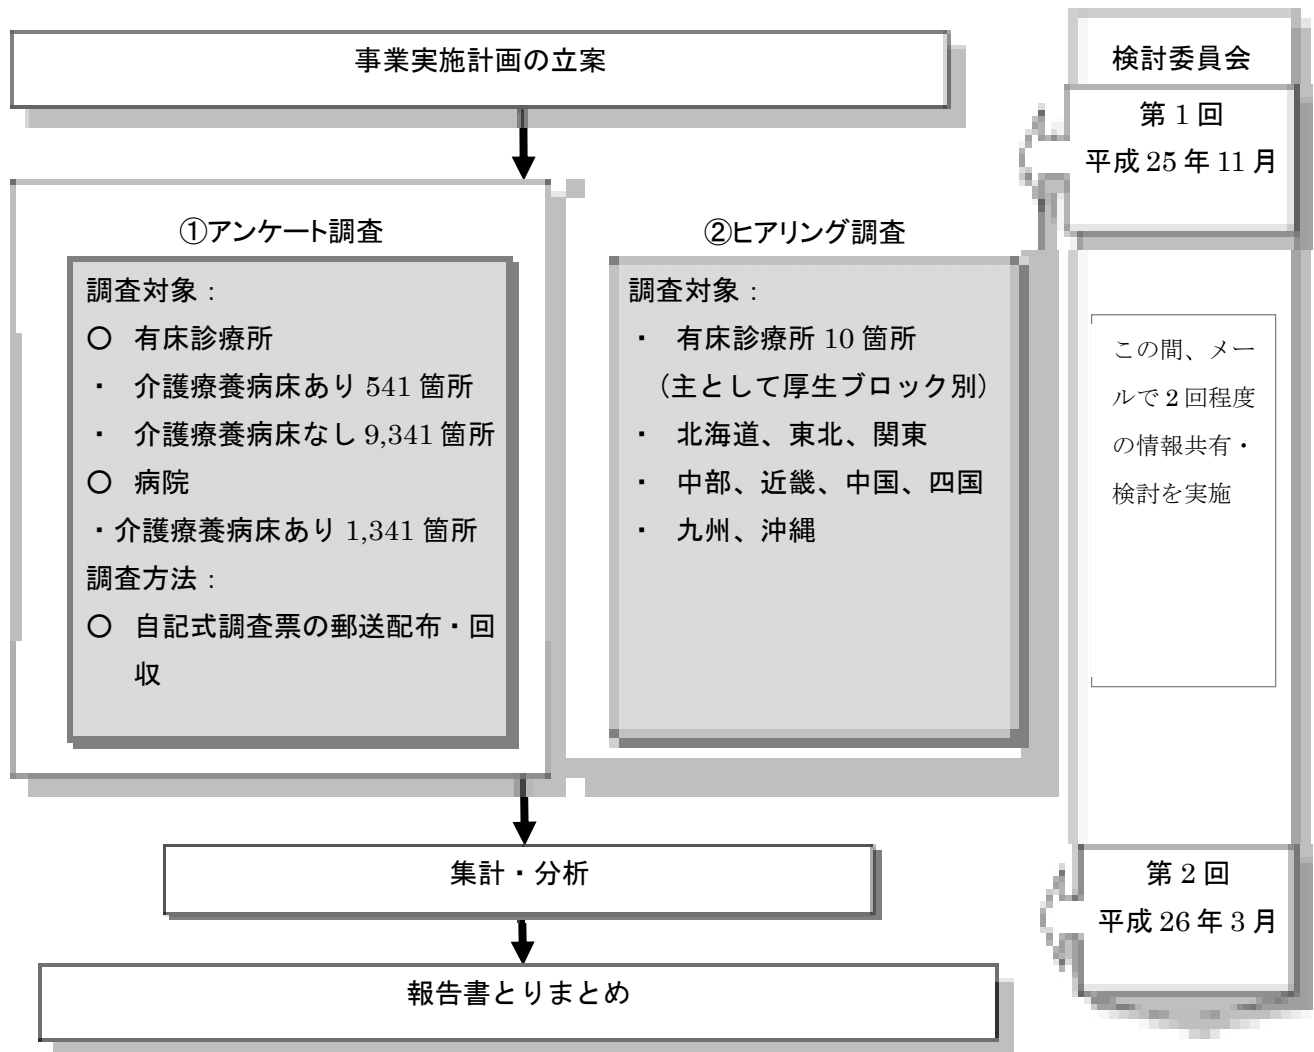 事業実施計画の立案
①アンケート調査
調査対象：
○ 有床診療所
・ 介護療養病床あり 541 箇所
・ 介護療養病床なし 9,341 箇所
○ 病院
・介護療養病床あり 1,341 箇所
調査方法：
○ 自記式調査票の郵送配布・回
収
②ヒアリング調査
調査対象：
・ 有床診療所 10 箇所
（主として厚生ブロック別）
・ 北海道、東北、関東
・ 中部、近畿、中国、四国
・ 九州、沖縄
集計・分析
報告書とりまとめ
検討委員会
第 1 回
平成 25 年 11 月
この間、メー
ルで 2 回程度
の情報共有・
検討を実施
第 2 回
平成 26 年 3 月